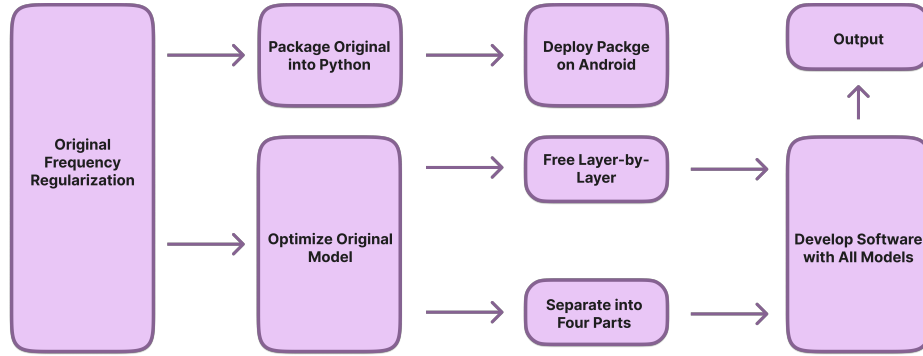 Original
Frequency
Regularization
Package Original
into Python
Deploy Packge
on Android
Output
Optimize Original
Model
Free Layer-by-
Layer
Separate into
Four Parts
Develop Software
with All Models